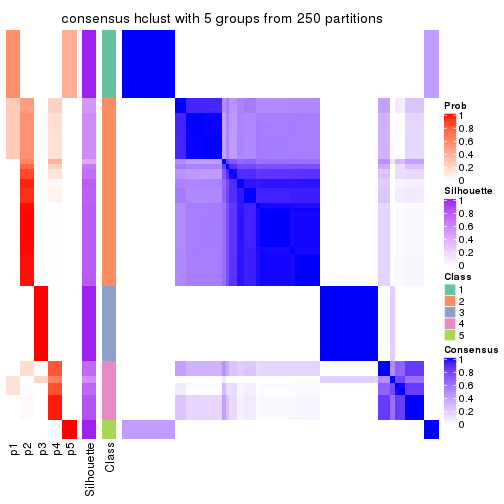 consensus hclust with 5 groups from 250 partitions
Prob
1
0.8
0.6
0.4
0.2
0
Silhouette
1
0.8
0.6
0.4
0.2
0
Class
1
2
3
4
5
Consensus
1
0.8
0.6
0.4
0.2
0
p1
p2
p3
p4
p5
Silhouette
Class